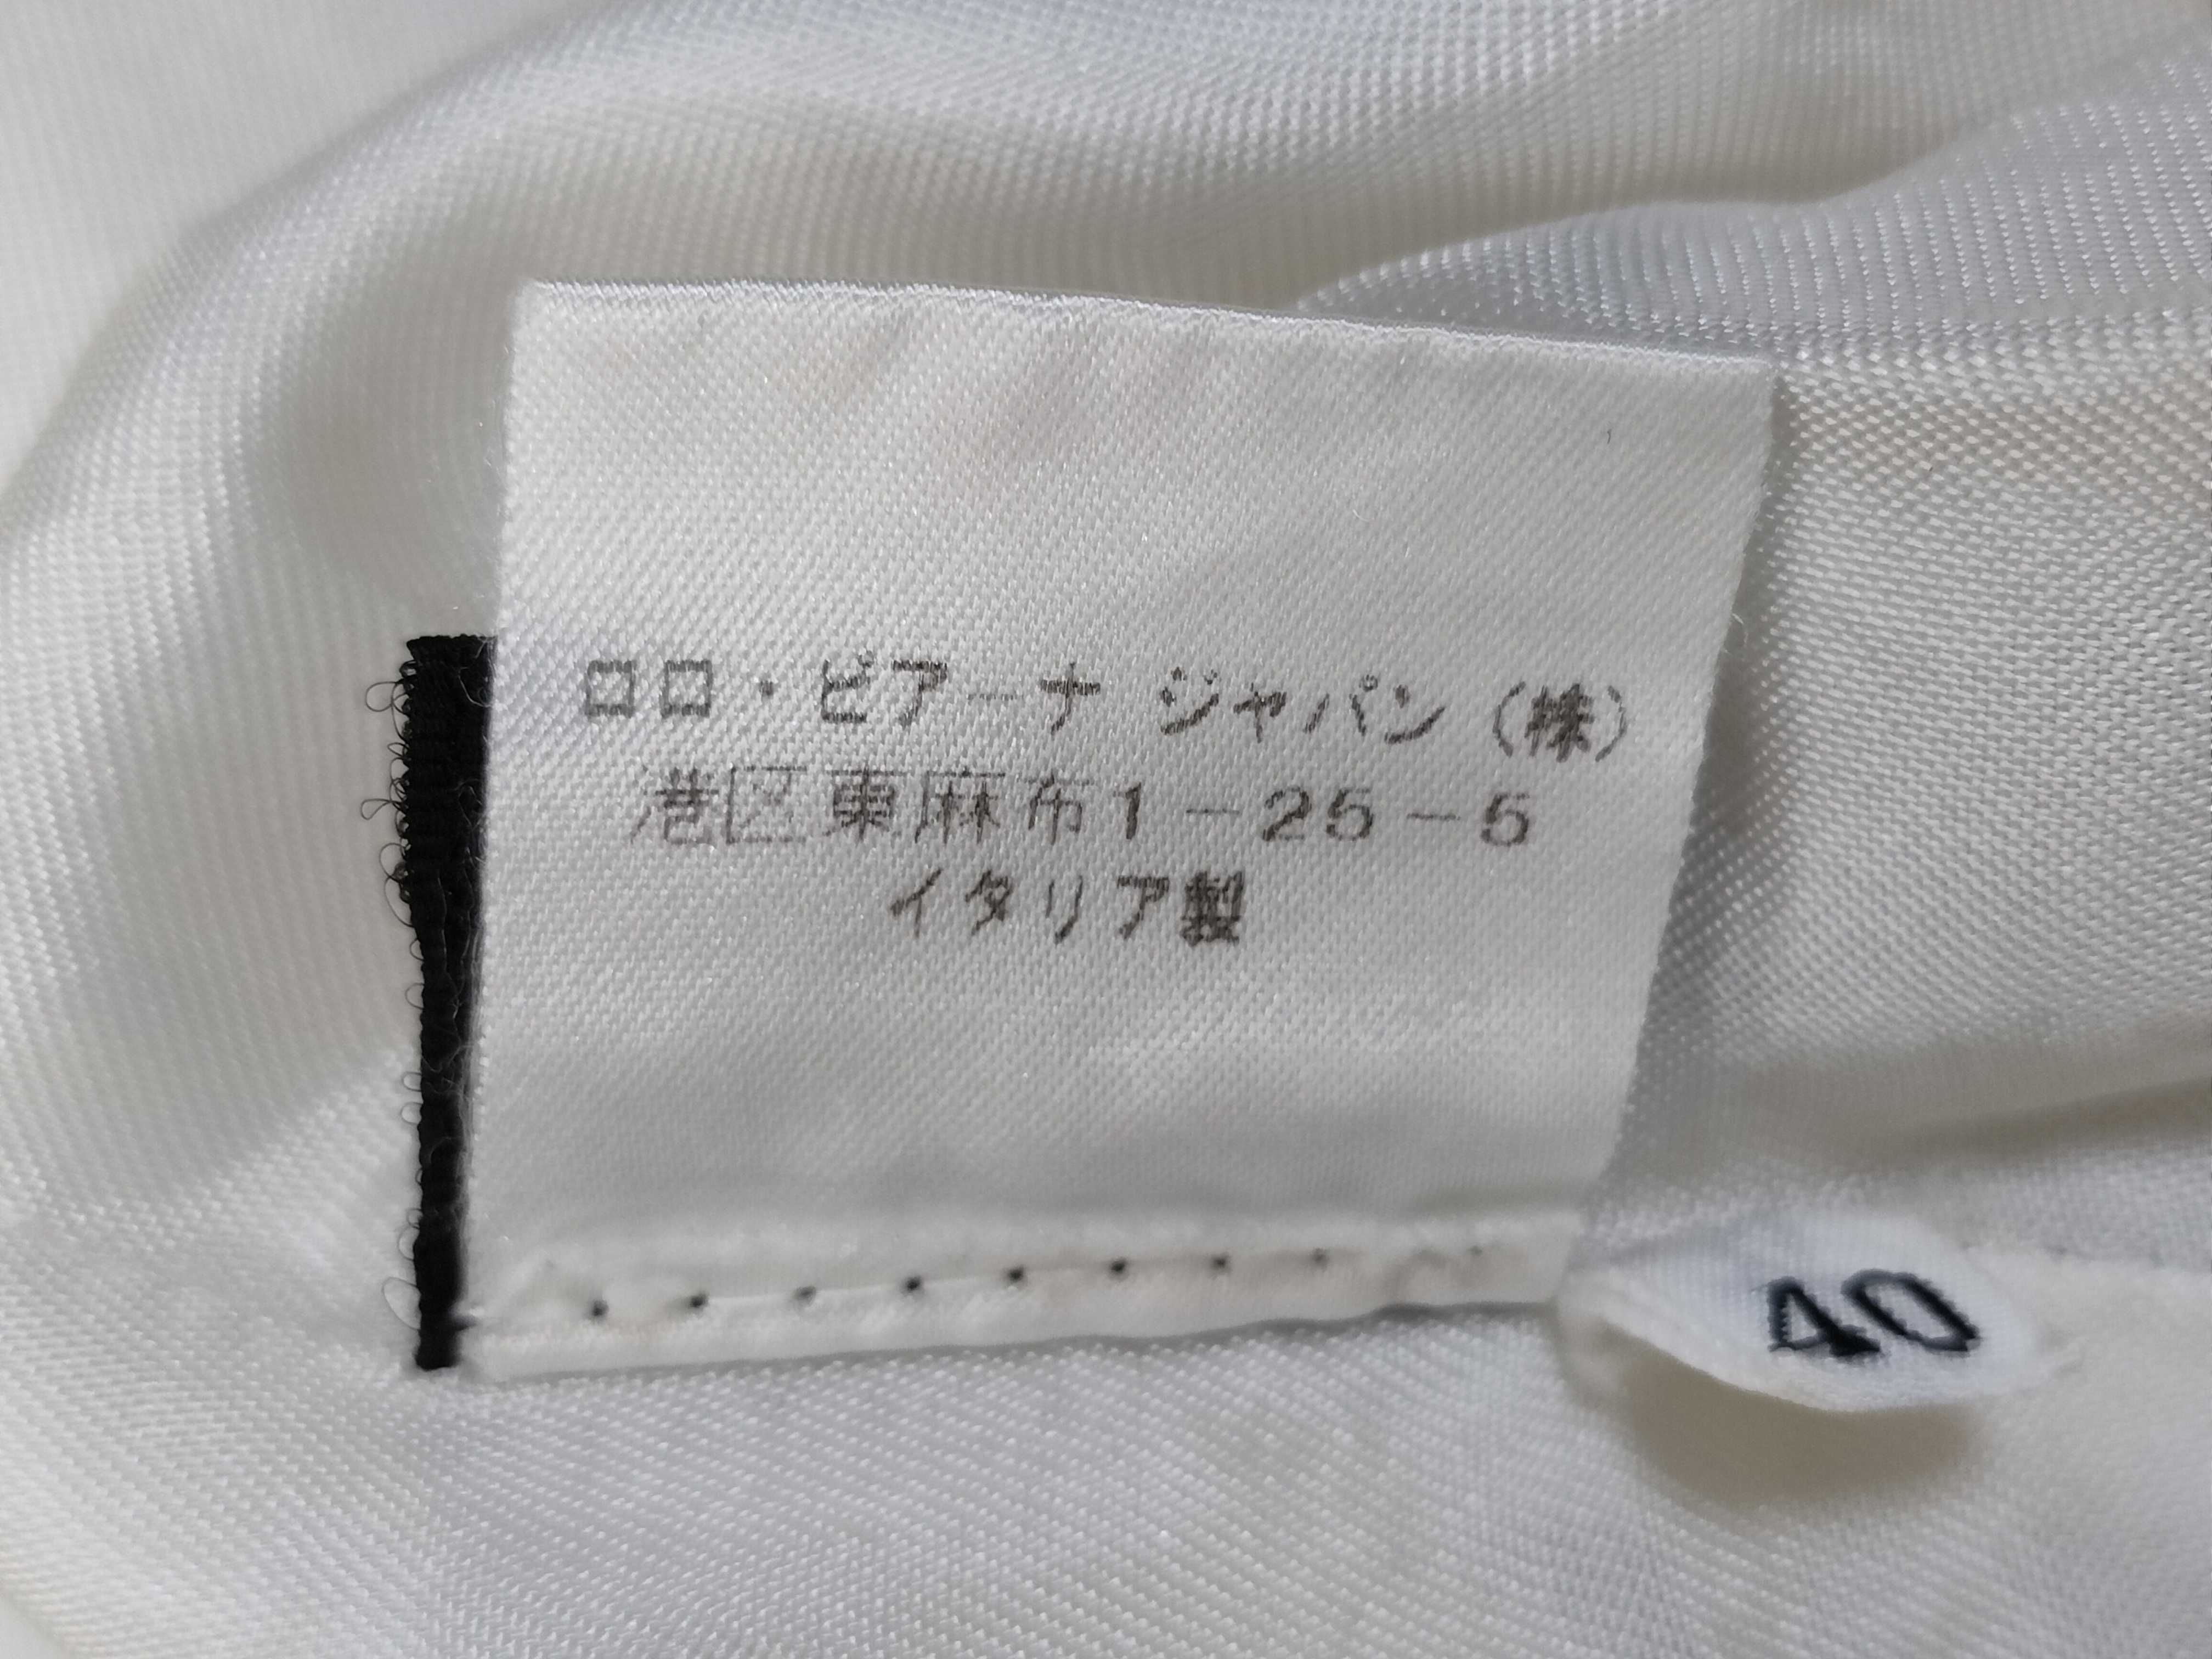 ロロ・ピアーナ ジャパン (株)
港区東麻布1-25-5
イタリア製
40